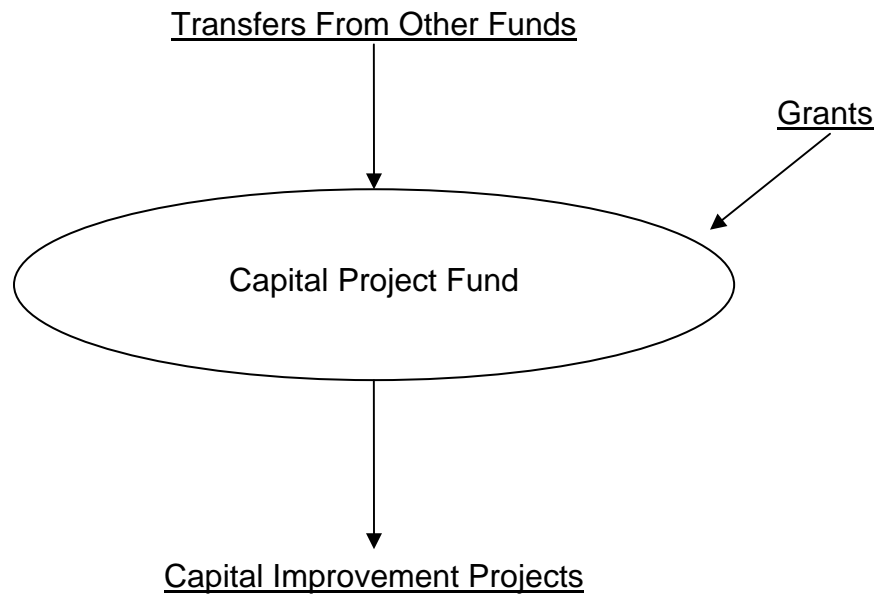 Transfers From Other Funds
Grants
Capital Project Fund
Capital Improvement Projects